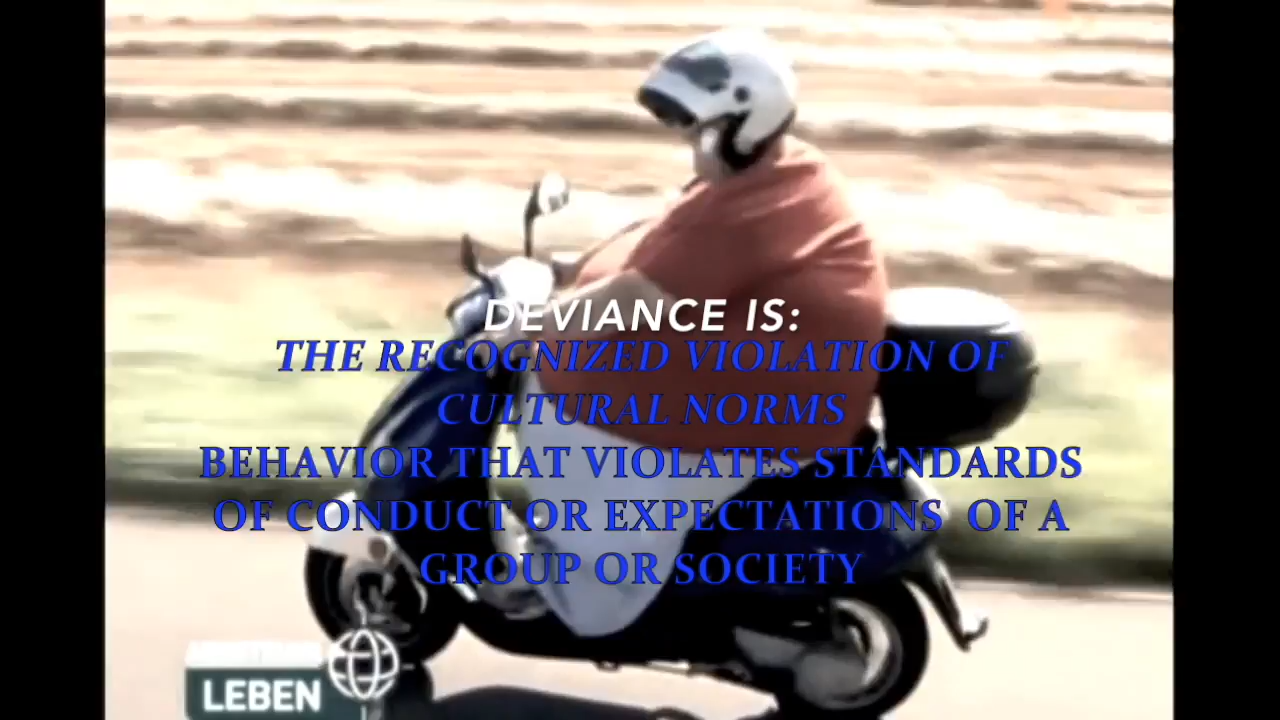 DEVIANCE IS:
THE RECOGNIZED VIOLATION OF
CULTURAL NORMS
BEHAVIOR THAT VIOLATES STANDARDS
OF CONDUCT OR EXPECTATIONS OF A
GROUP OR SOCIETY
LEBEN